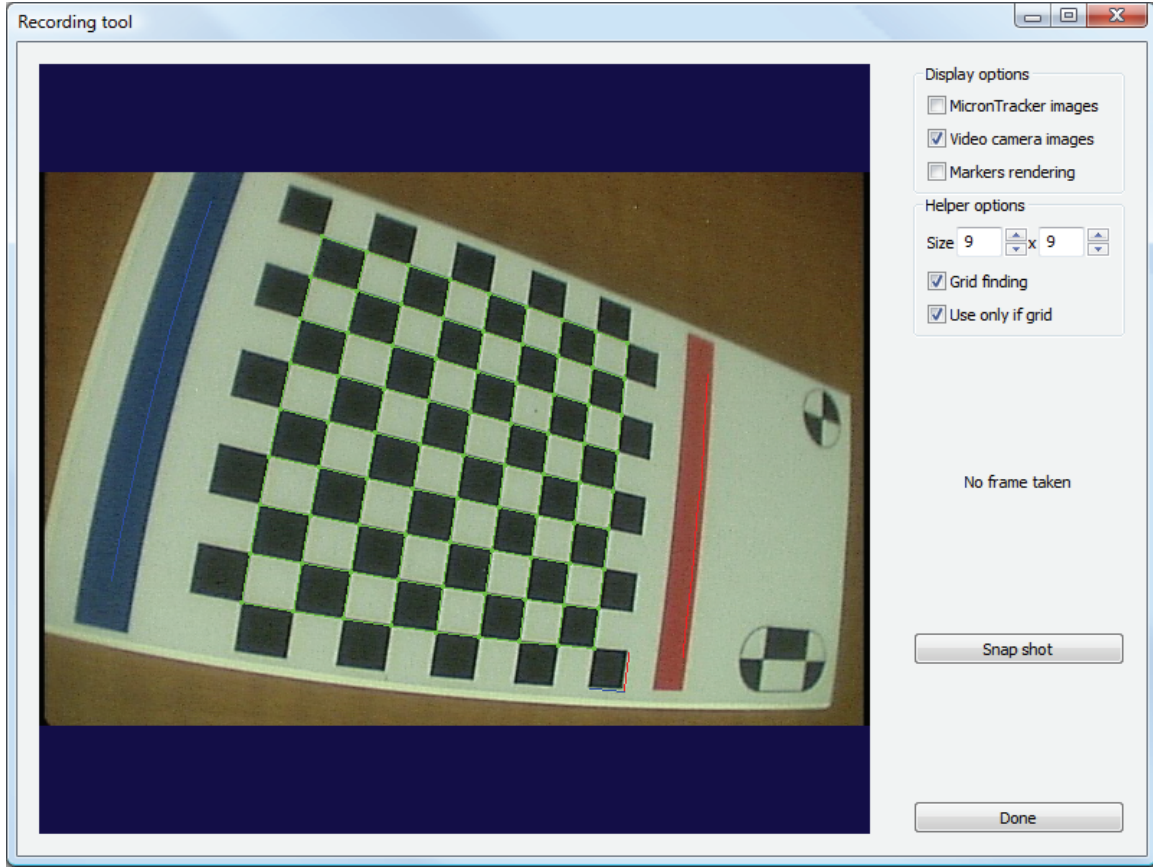 Recording tool
Display options
MicronTracker images
Video camera images
Markers rendering
Helper options
Size 9 x 9
Grid finding
Use only if grid
No frame taken
Snap shot
Done